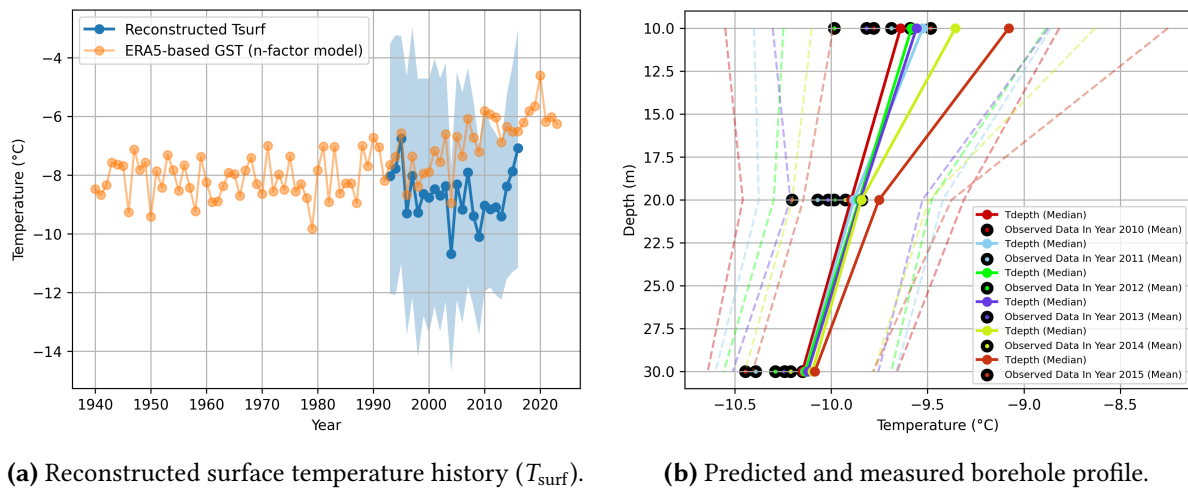 Reconstructed Tsurf
ERA5-based GST (n-factor model)
Temperature (°C)
−4
−6
−8
−10
−12
−14
1940
1950
1960
1970
1980
1990
2000
2010
2020
Year
Depth (m)
10.0
12.5
15.0
17.5
20.0
22.5
25.0
27.5
30.0
Tdepth (Median)
Observed Data In Year 2010 (Mean)
Tdepth (Median)
Observed Data In Year 2011 (Mean)
Tdepth (Median)
Observed Data In Year 2012 (Mean)
Tdepth (Median)
Observed Data In Year 2013 (Mean)
Tdepth (Median)
Observed Data In Year 2014 (Mean)
Tdepth (Median)
Observed Data In Year 2015 (Mean)
−10.5
−10.0
−9.5
−9.0
−8.5
Temperature (°C)
(a) Reconstructed surface temperature history (Tsurf).
(b) Predicted and measured borehole profile.